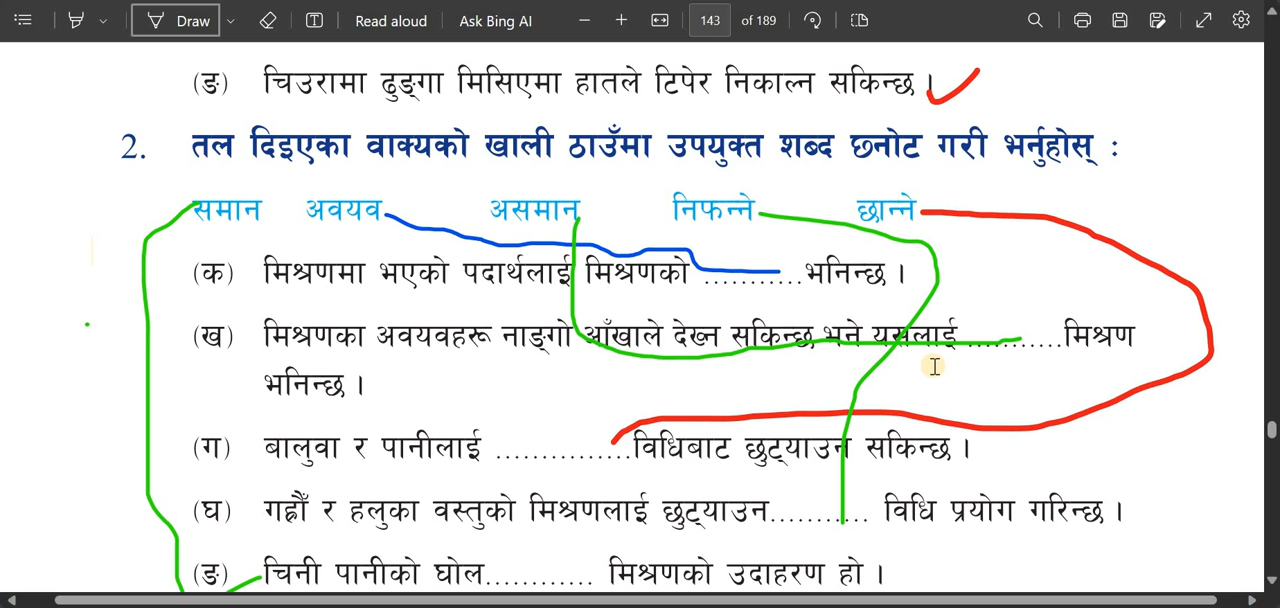 Draw Read aloud Ask Bing AI 143 of 189
(ङ) चिउरामा ढुङ्गा मिसिएमा हातले टिपेर निकाल्न सकिन्छ ।
2. तल दिइएका वाक्यको खाली ठाउँमा उपयुक्त शब्द छनोट गरी भर्नुहोस् :
समान अवयव असमान निफन्ने छान्ने
(क) मिश्रणमा भएको पदार्थलाई मिश्रणको ........... भनिन्छ ।
(ख) मिश्रणका अवयवहरू नाङ्गो आँखाले देख्न सकिन्छ भने यसलाई ........... मिश्रण
भनिन्छ ।
(ग) बालुवा र पानीलाई ............... विधिबाट छुट्याउन सकिन्छ ।
(घ) गह्रौँ र हलुका वस्तुको मिश्रणलाई छुट्याउन........... विधि प्रयोग गरिन्छ ।
(ङ) चिनी पानीको घोल............ मिश्रणको उदाहरण हो ।